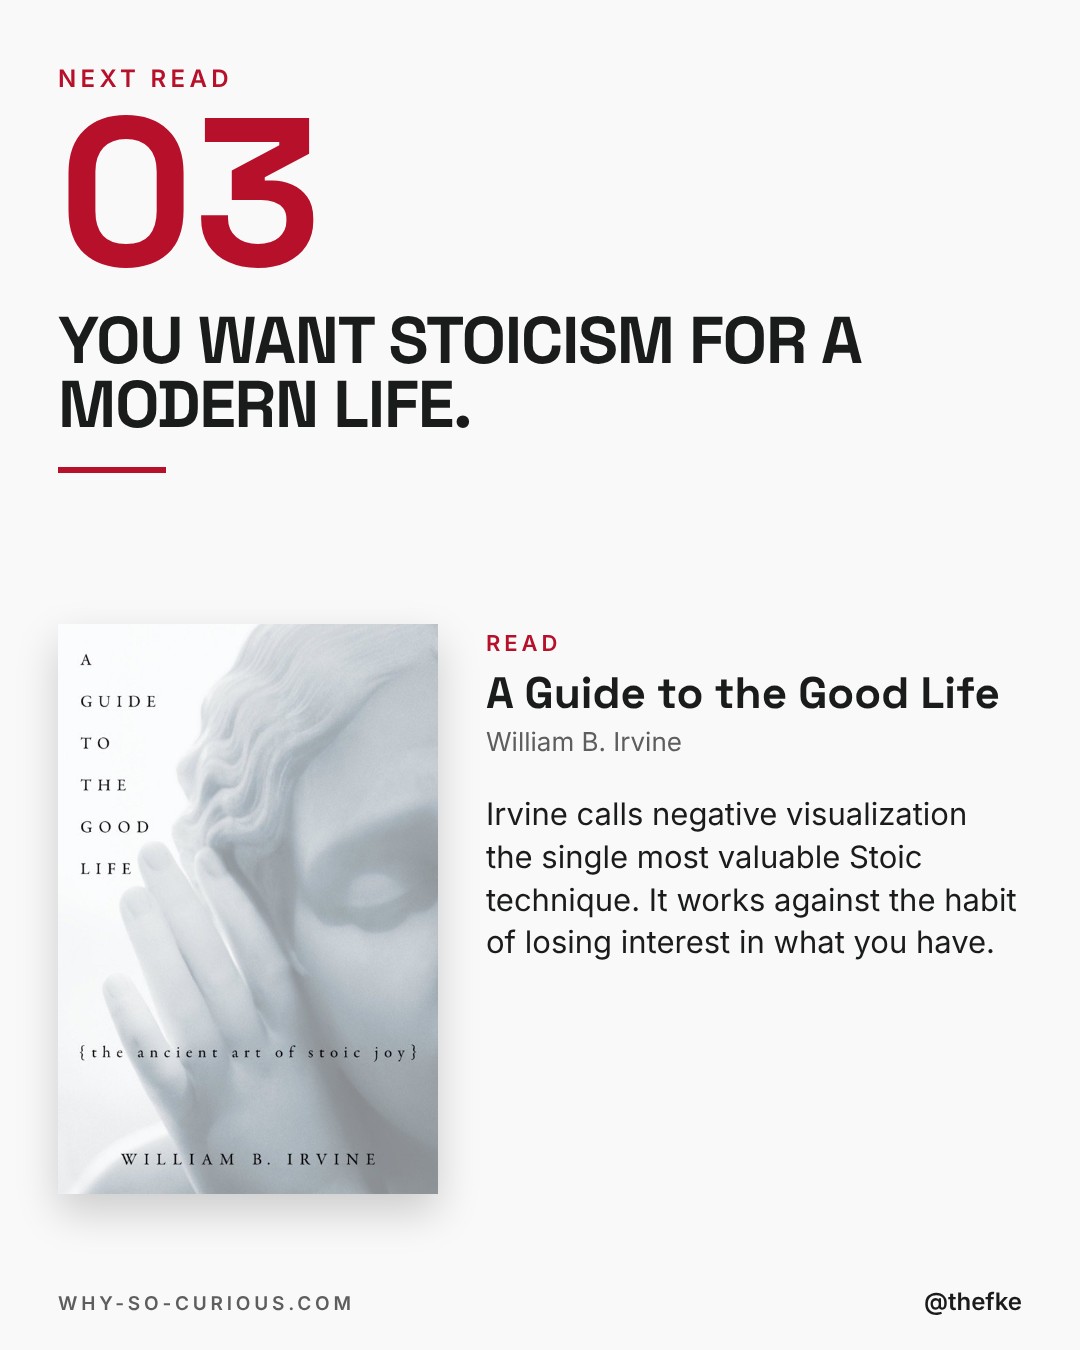 NEXT READ
03
YOU WANT STOICISM FOR A
MODERN LIFE.
A
GUIDE
TO
THE
GOOD
LIFE
{the ancient art of stoic joy}
WILLIAM B. IRVINE
READ
A Guide to the Good Life
William B. Irvine
Irvine calls negative visualization
the single most valuable Stoic
technique. It works against the habit
of losing interest in what you have.
WHY-SO-CURIOUS.COM
@thefke